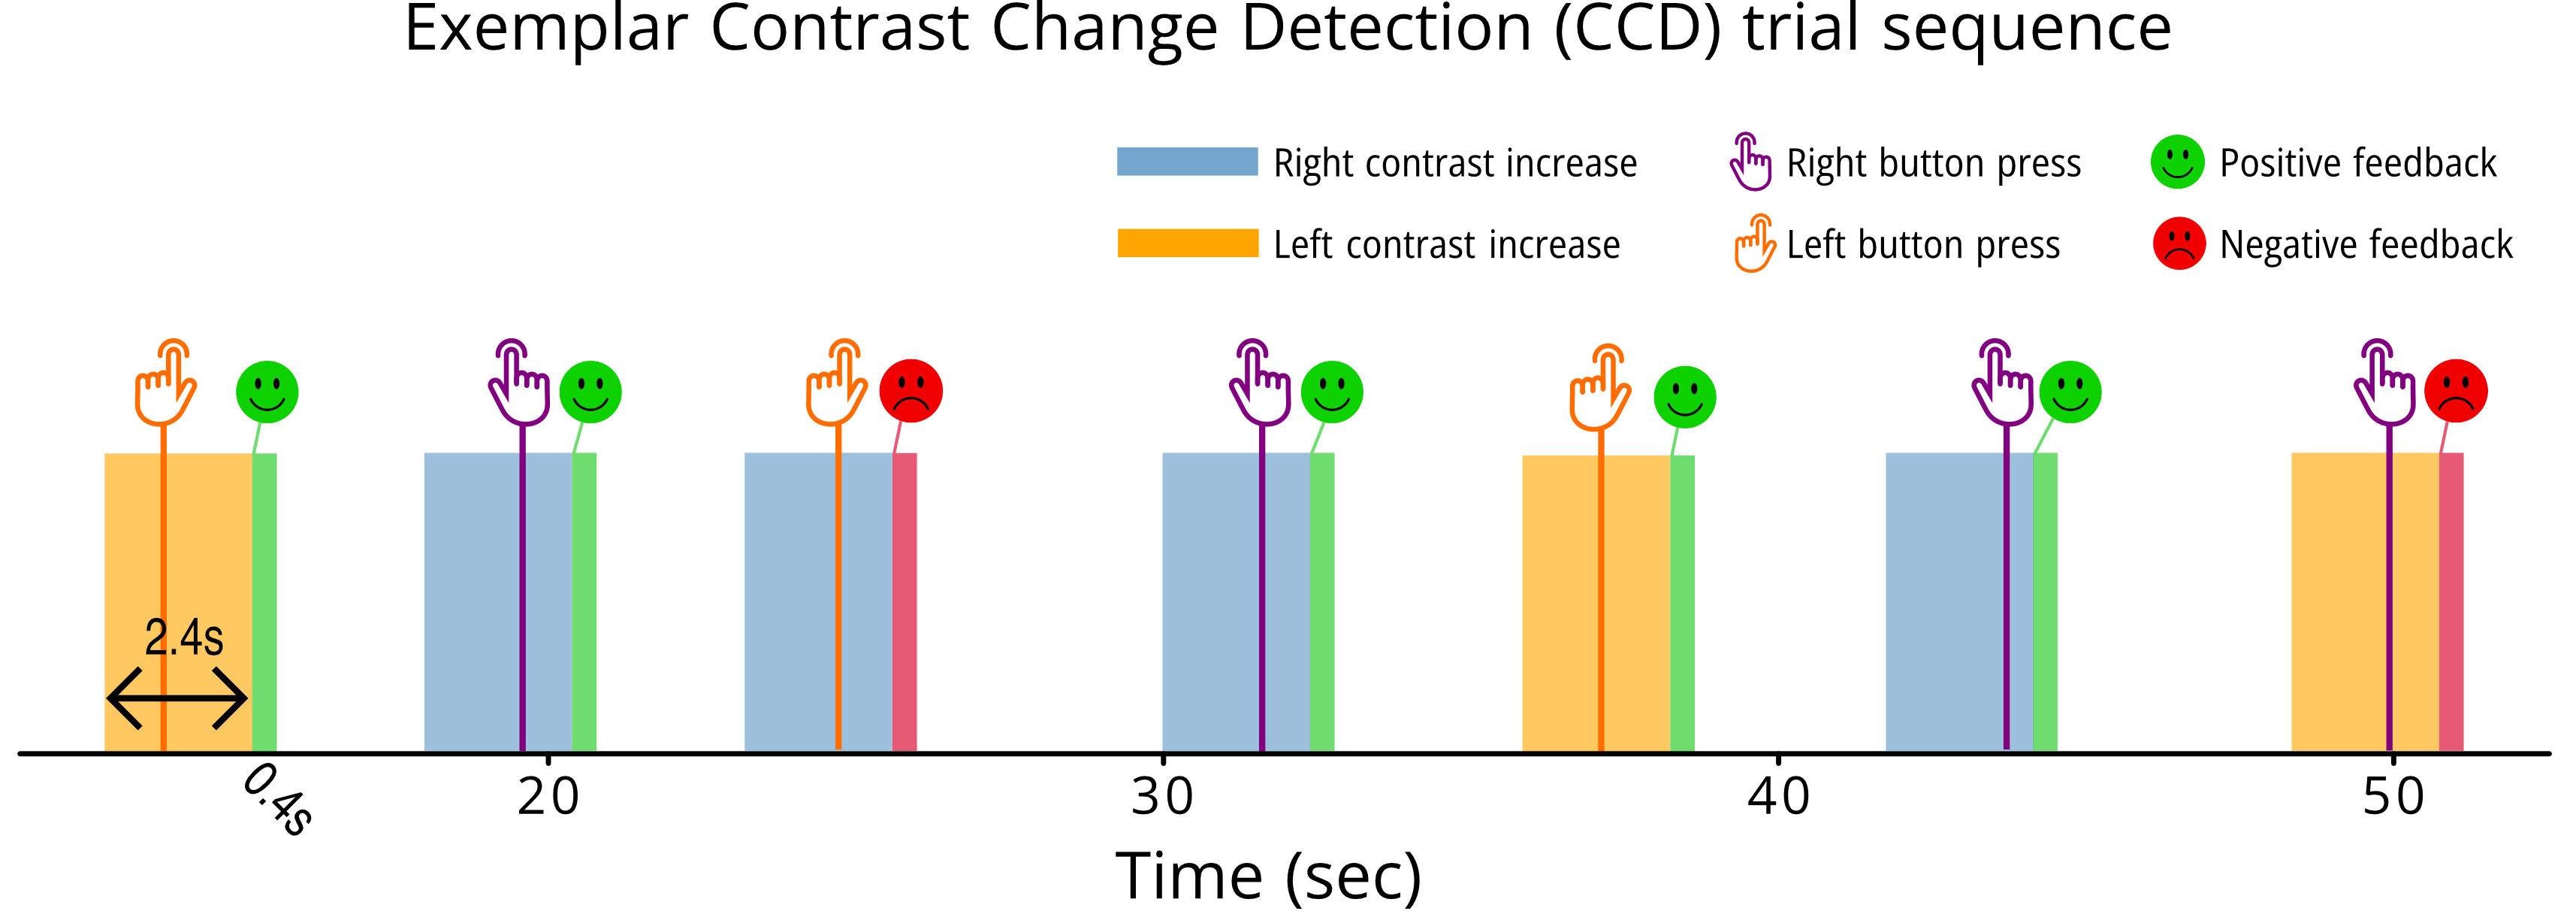 Exemplar Contrast Change Detection (CCD) trial sequence
Right contrast increase
Right button press
Positive feedback
Left contrast increase
Left button press
Negative feedback
2.4s
0.4s
20
30
40
50
Time (sec)